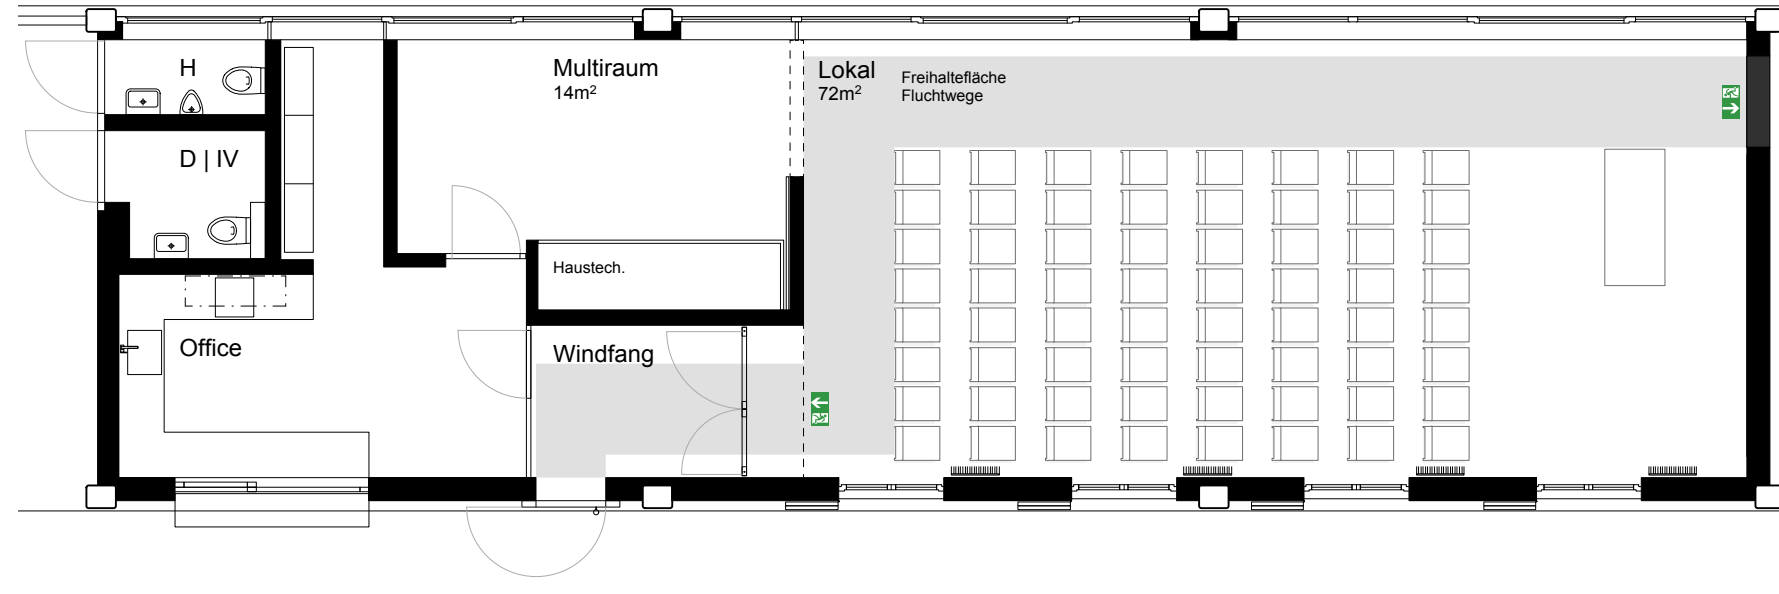 H
Multiraum
14m²
Lokal
72m²
Freihaltefläche
Fluchtwege
D | IV
Haustech.
Office
Windfang